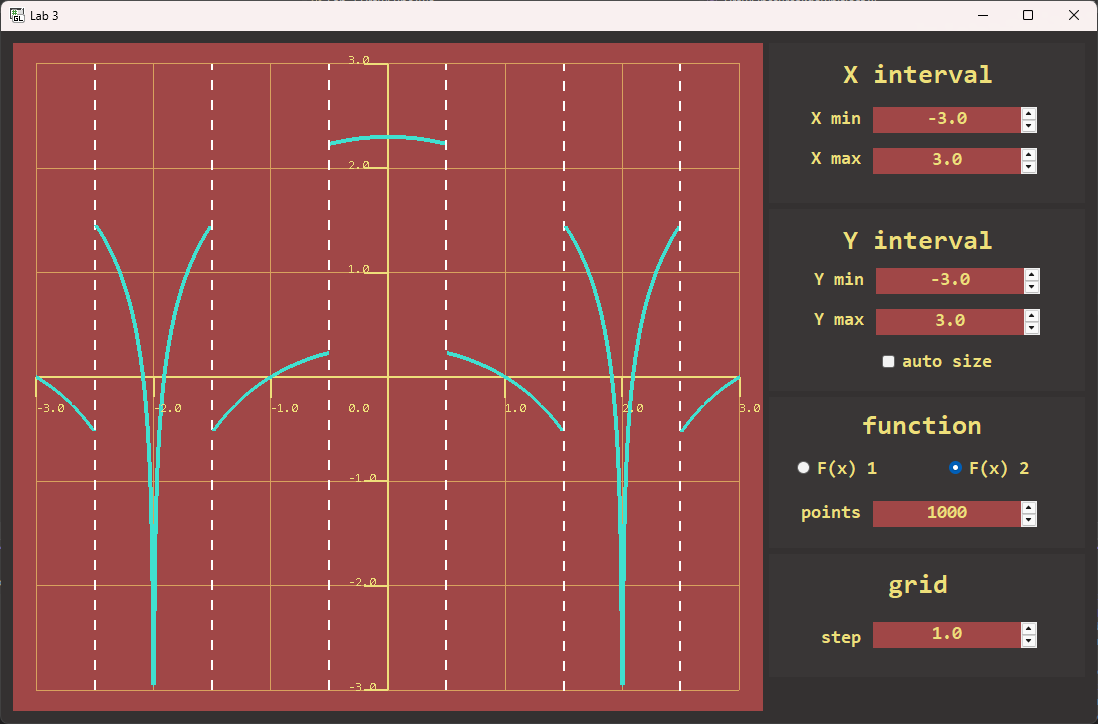 GL Lab 3
3.0
2.0
1.0
-3.0 -2.0 -1.0 0.0 1.0 2.0 3.0
-1.0
-2.0
-3.0
X interval
X min -3.0
X max 3.0
Y interval
Y min -3.0
Y max 3.0
auto size
function
F(x) 1 F(x) 2
points 1000
grid
step 1.0